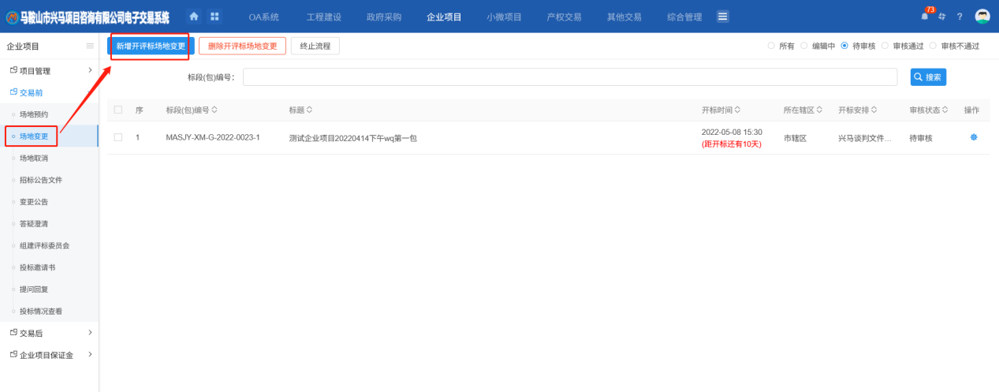 马鞍山市兴马项目咨询有限公司电子交易系统 OA系统 工程建设 政府采购 企业项目 小微项目 产权交易 其他交易 综合管理 73 ?
企业项目
项目管理
交易前
场地预约
场地变更
场地取消
招标公告文件
变更公告
答疑澄清
组建评标委员会
投标邀请书
提问回复
投标情况查看
交易后
企业项目保证金
新增开评标场地变更 删除开评标场地变更 终止流程 所有 编辑中 待审核 审核通过 审核不通过
标段(包)编号: 搜索
序 标段(包)编号 标题 开标时间 所在辖区 开标安排 审核状态 操作
1 MASJY-XM-G-2022-0023-1 测试企业项目20220414下午wq第一包 2022-05-08 15:30 市辖区 兴马谈判文件... 待审核
(距开标还有10天)